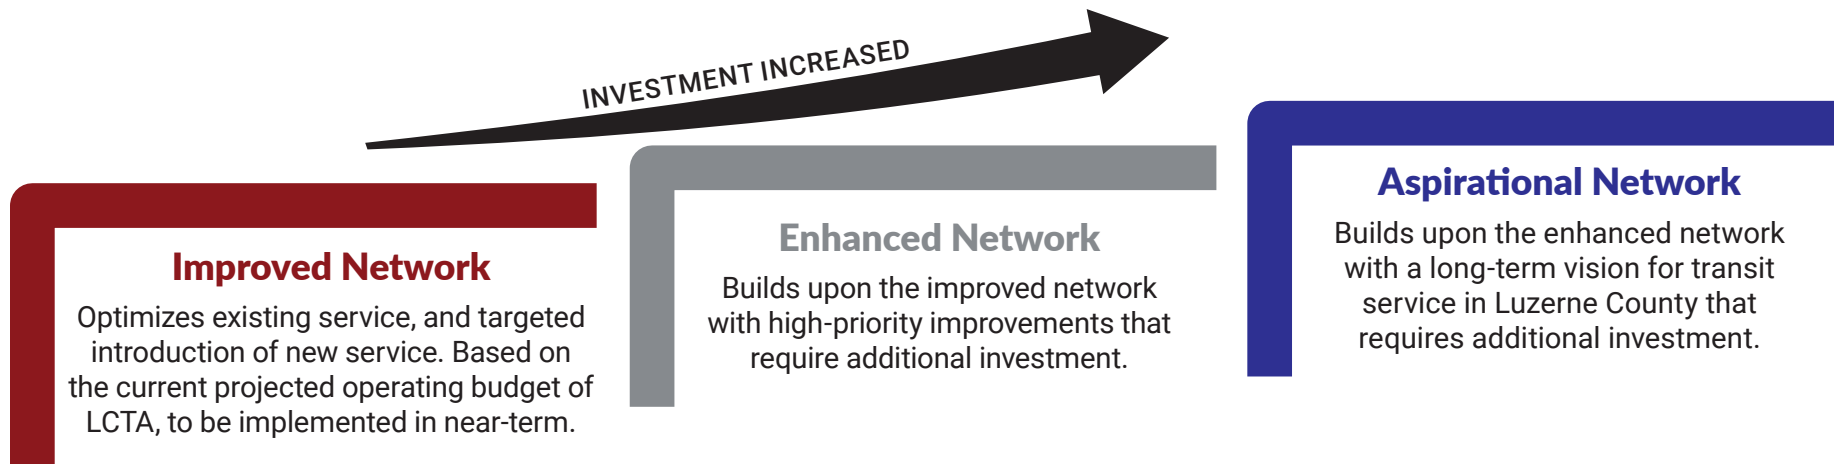 INVESTMENT INCREASED
Improved Network
Optimizes existing service, and targeted
introduction of new service. Based on
the current projected operating budget of
LCTA, to be implemented in near-term.
Enhanced Network
Builds upon the improved network
with high-priority improvements that
require additional investment.
Aspirational Network
Builds upon the enhanced network
with a long-term vision for transit
service in Luzerne County that
requires additional investment.